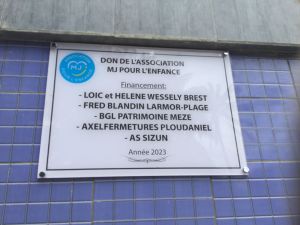 MJ
DON DE L'ASSOCIATION
MJ POUR L'ENFANCE
Financement:
- LOIC et HELENE WESSELY BREST
- FRED BLANDIN LARMOR-PLAGE
- BGL PATRIMOINE MEZE
- AXELFERMETURES PLOUDANIEL
- AS SIZUN
Année 2023